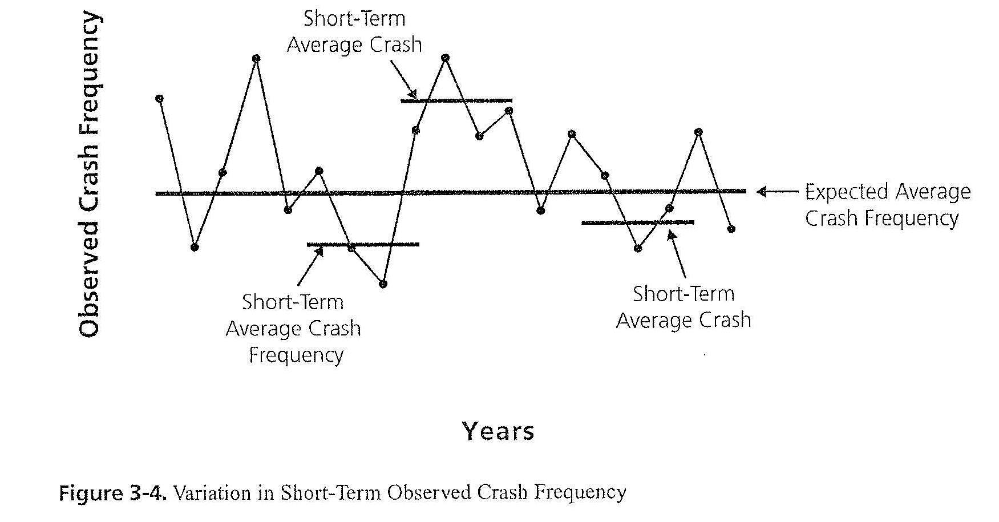 Observed Crash Frequency
Short-Term
Average Crash
Expected Average
Crash Frequency
Short-Term
Average Crash
Frequency
Short-Term
Average Crash
Years
Figure 3-4. Variation in Short-Term Observed Crash Frequency